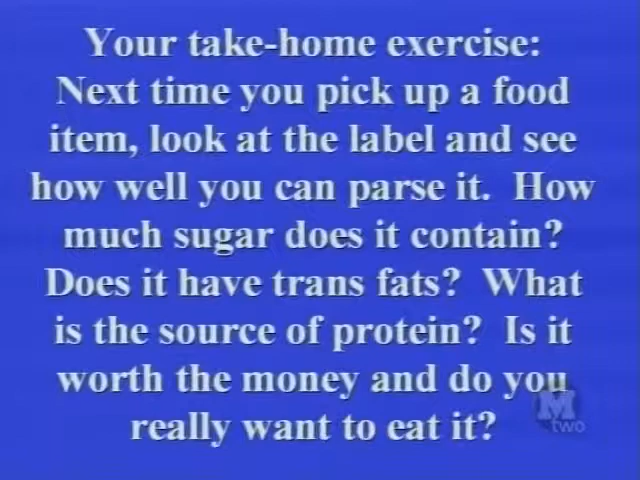 Your take-home exercise:
Next time you pick up a food
item, look at the label and see
how well you can parse it.  How
much sugar does it contain?
Does it have trans fats?  What
is the source of protein?  Is it
worth the money and do you
really want to eat it?
M
two